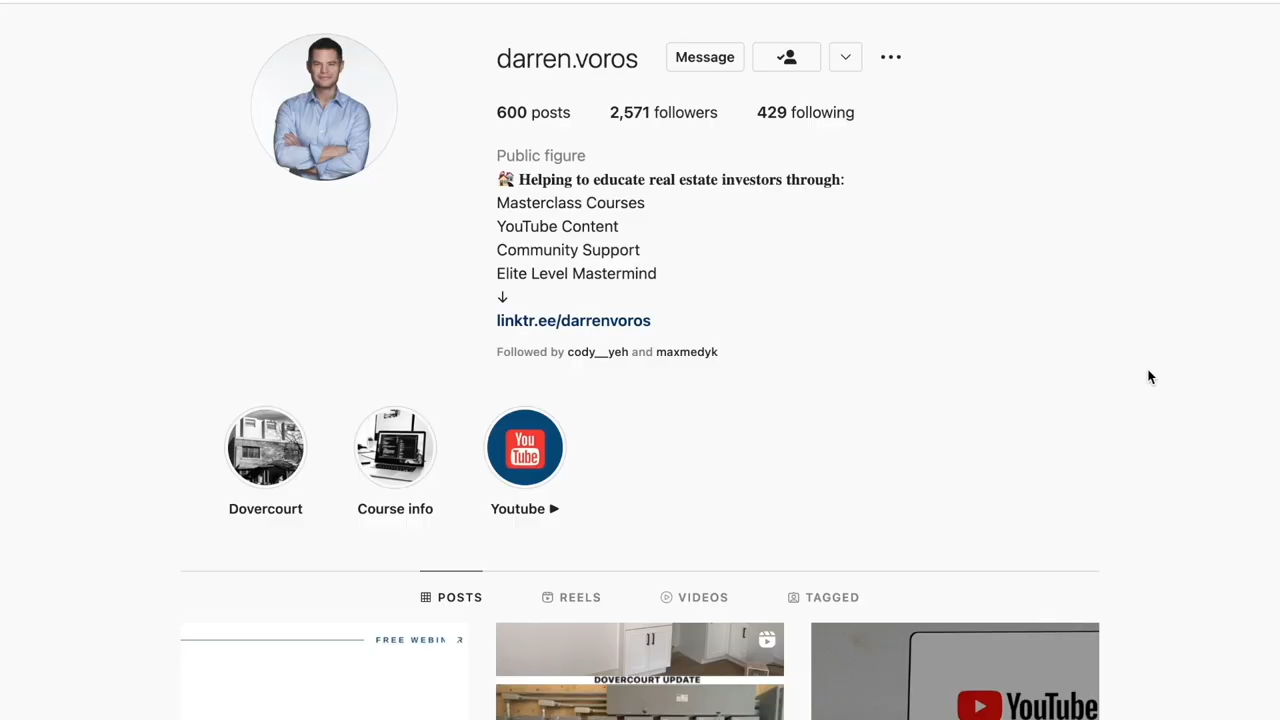 darren.voros
Message
600 posts
2,571 followers
429 following
Public figure
🏘 Helping to educate real estate investors through:
Masterclass Courses
YouTube Content
Community Support
Elite Level Mastermind
↓
linktr.ee/darrenvoros
Followed by cody__yeh and maxmedyk
You
Tube
Dovercourt
Course info
Youtube ▶
POSTS
REELS
VIDEOS
TAGGED
FREE WEBIN
DOVERCOURT UPDATE
YouTube